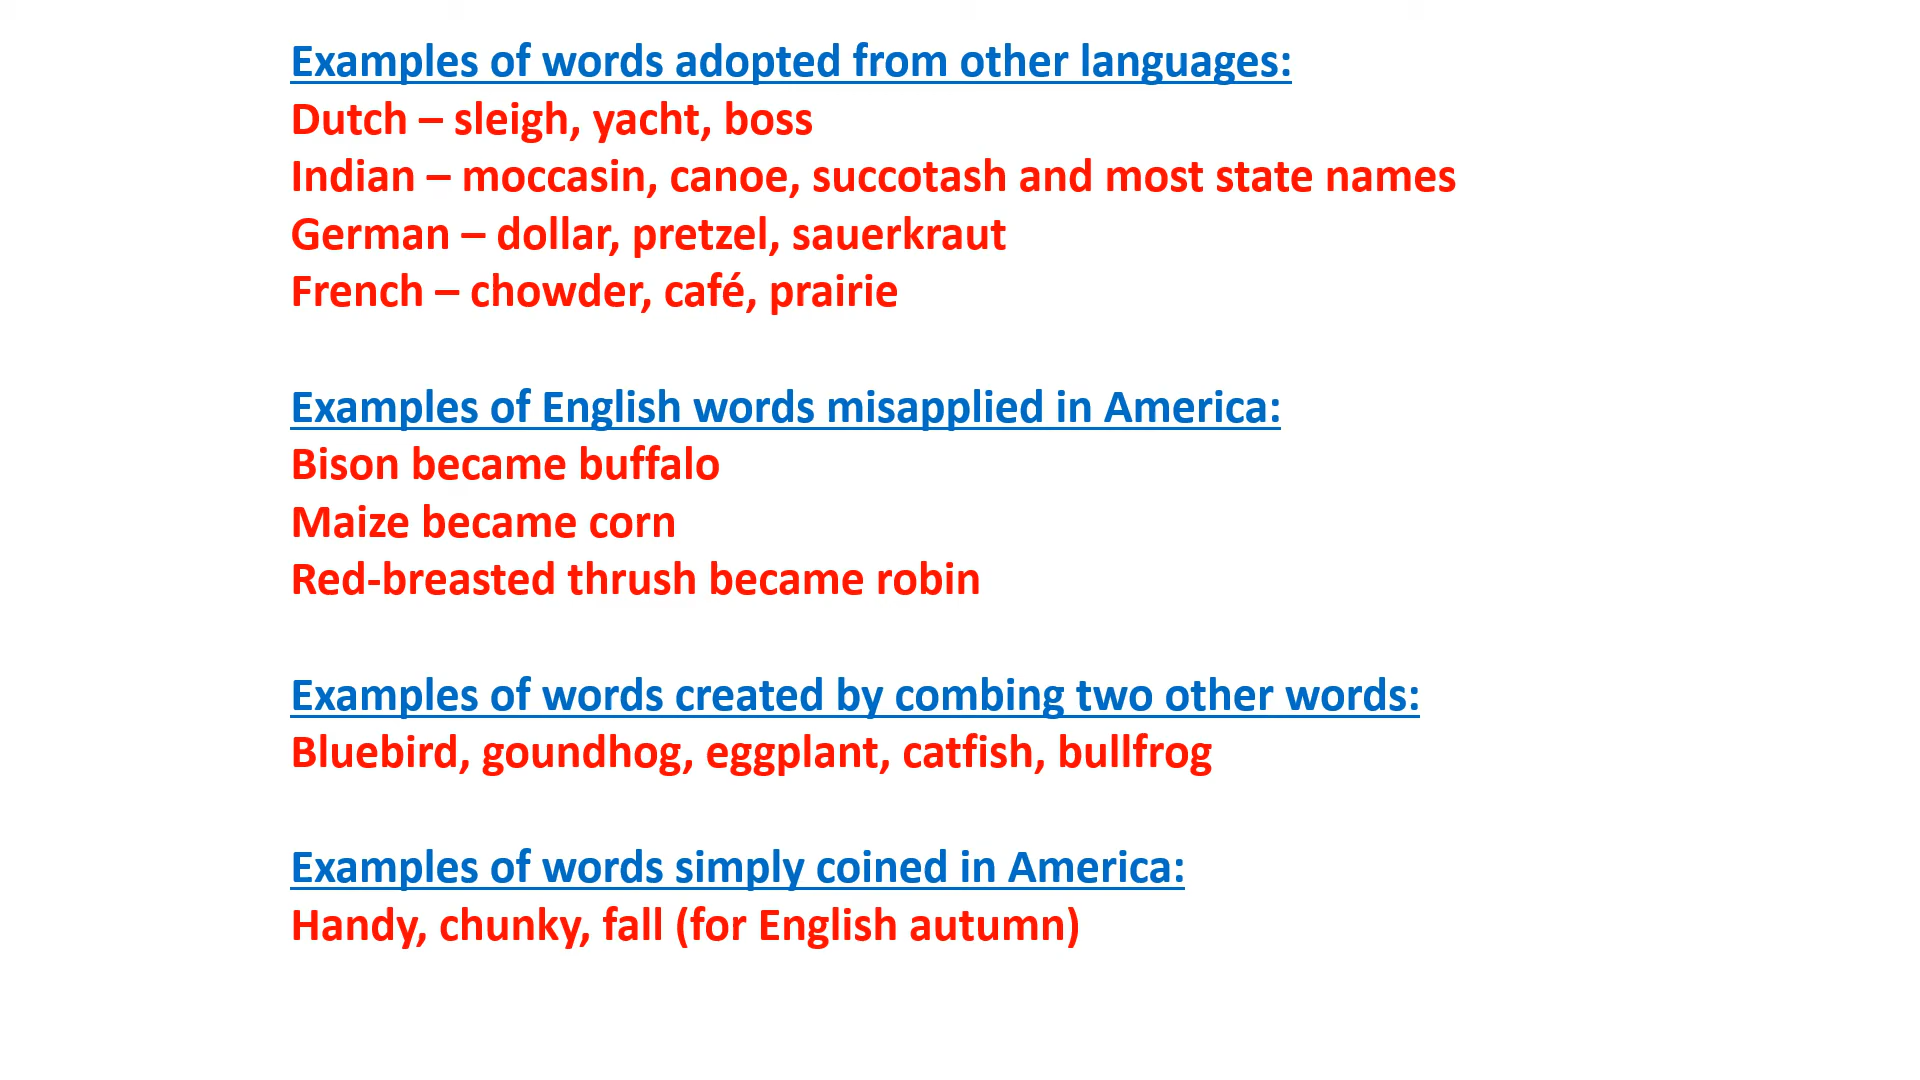 Examples of words adopted from other languages:
Dutch – sleigh, yacht, boss
Indian – moccasin, canoe, succotash and most state names
German – dollar, pretzel, sauerkraut
French – chowder, café, prairie
Examples of English words misapplied in America:
Bison became buffalo
Maize became corn
Red-breasted thrush became robin
Examples of words created by combing two other words:
Bluebird, goundhog, eggplant, catfish, bullfrog
Examples of words simply coined in America:
Handy, chunky, fall (for English autumn)